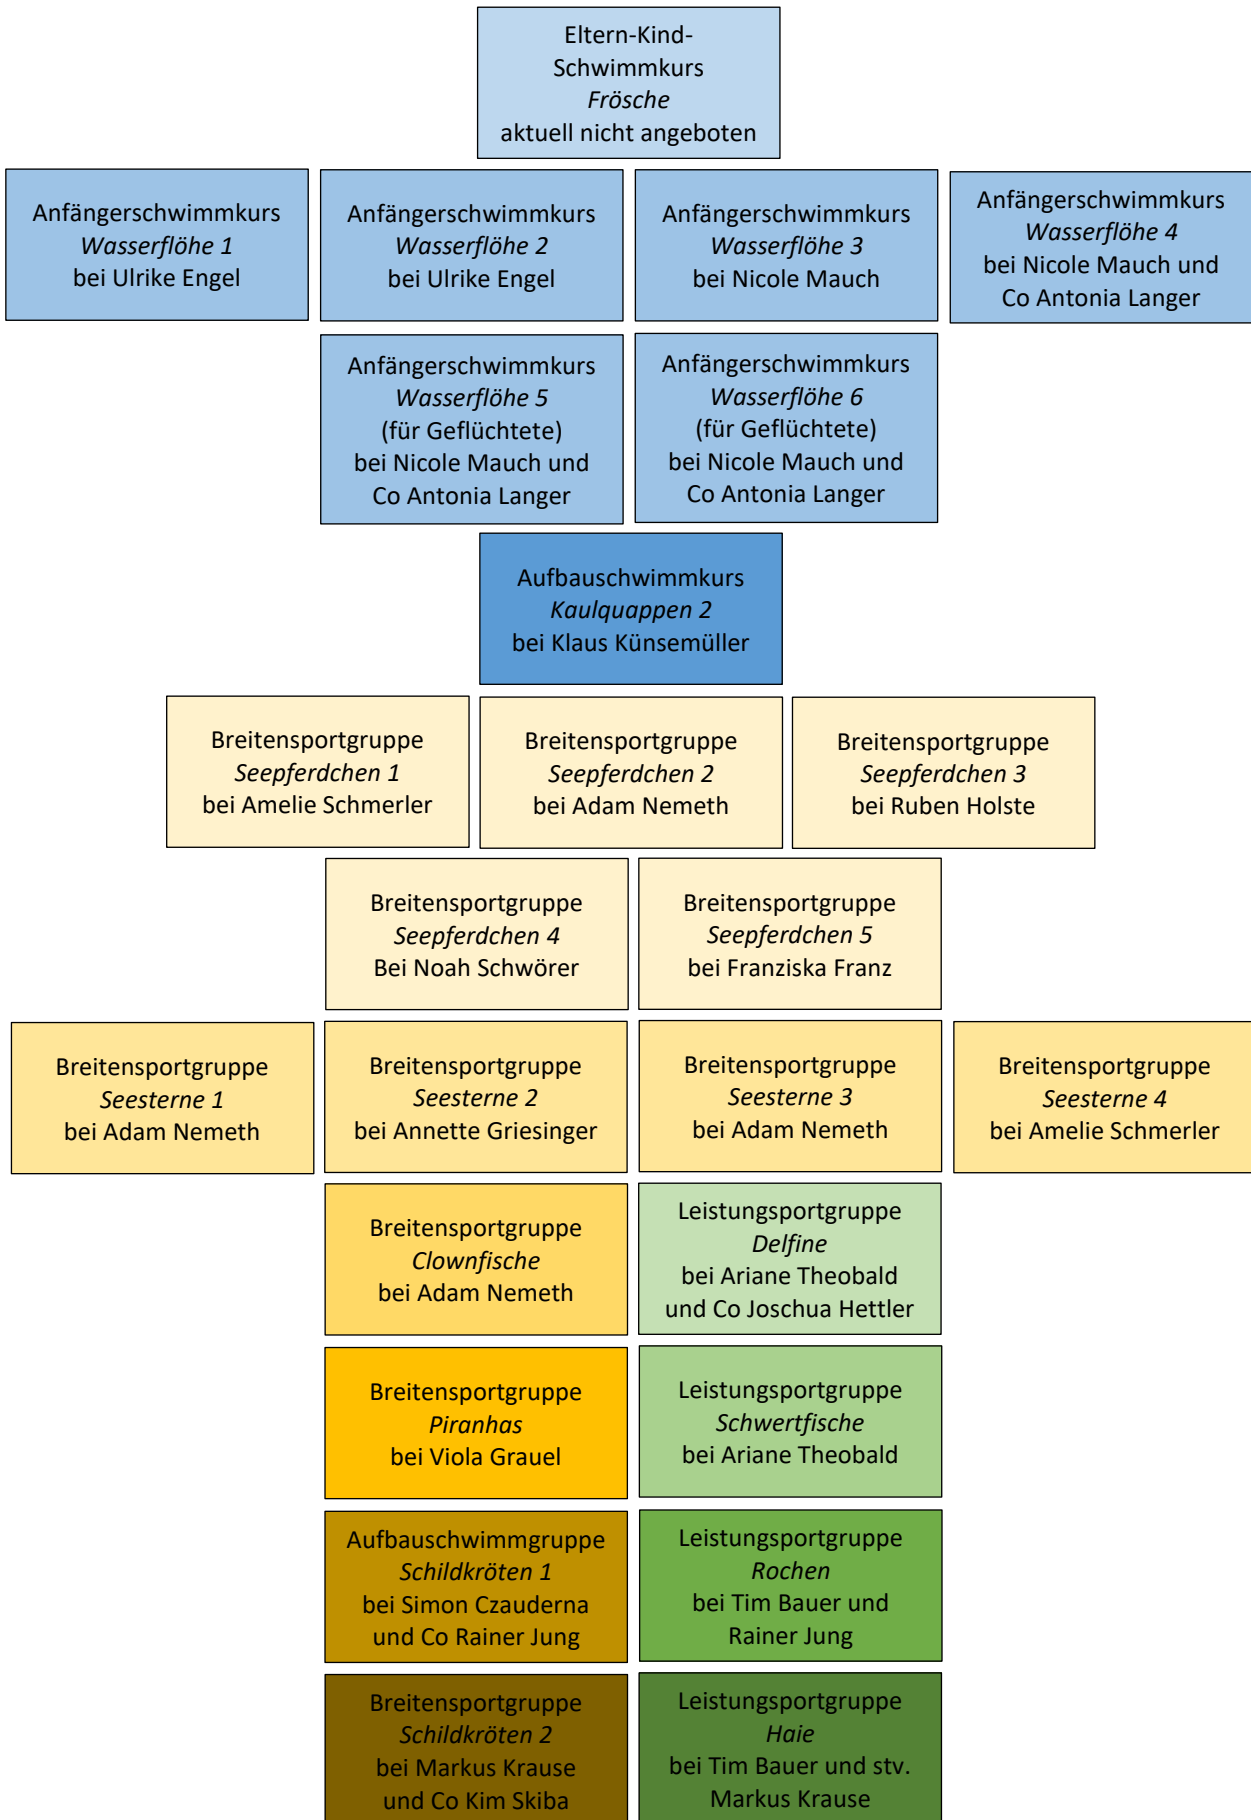 Eltern-Kind-
Schwimmkurs
Frösche
aktuell nicht angeboten
Anfängerschwimmkurs
Wasserflöhe 1
bei Ulrike Engel
Anfängerschwimmkurs
Wasserflöhe 2
bei Ulrike Engel
Anfängerschwimmkurs
Wasserflöhe 3
bei Nicole Mauch
Anfängerschwimmkurs
Wasserflöhe 4
bei Nicole Mauch und
Co Antonia Langer
Anfängerschwimmkurs
Wasserflöhe 5
(für Geflüchtete)
bei Nicole Mauch und
Co Antonia Langer
Anfängerschwimmkurs
Wasserflöhe 6
(für Geflüchtete)
bei Nicole Mauch und
Co Antonia Langer
Aufbauschwimmkurs
Kaulquappen 2
bei Klaus Künsemüller
Breitensportgruppe
Seepferdchen 1
bei Amelie Schmerler
Breitensportgruppe
Seepferdchen 2
bei Adam Nemeth
Breitensportgruppe
Seepferdchen 3
bei Ruben Holste
Breitensportgruppe
Seepferdchen 4
Bei Noah Schwörer
Breitensportgruppe
Seepferdchen 5
bei Franziska Franz
Breitensportgruppe
Seesterne 1
bei Adam Nemeth
Breitensportgruppe
Seesterne 2
bei Annette Griesinger
Breitensportgruppe
Seesterne 3
bei Adam Nemeth
Breitensportgruppe
Seesterne 4
bei Amelie Schmerler
Breitensportgruppe
Clownfische
bei Adam Nemeth
Leistungsportgruppe
Delfine
bei Ariane Theobald
und Co Joschua Hettler
Breitensportgruppe
Piranhas
bei Viola Grauel
Leistungsportgruppe
Schwertfische
bei Ariane Theobald
Aufbauschwimmgruppe
Schildkröten 1
bei Simon Czauderna
und Co Rainer Jung
Leistungsportgruppe
Rochen
bei Tim Bauer und
Rainer Jung
Breitensportgruppe
Schildkröten 2
bei Markus Krause
und Co Kim Skiba
Leistungsportgruppe
Haie
bei Tim Bauer und stv.
Markus Krause